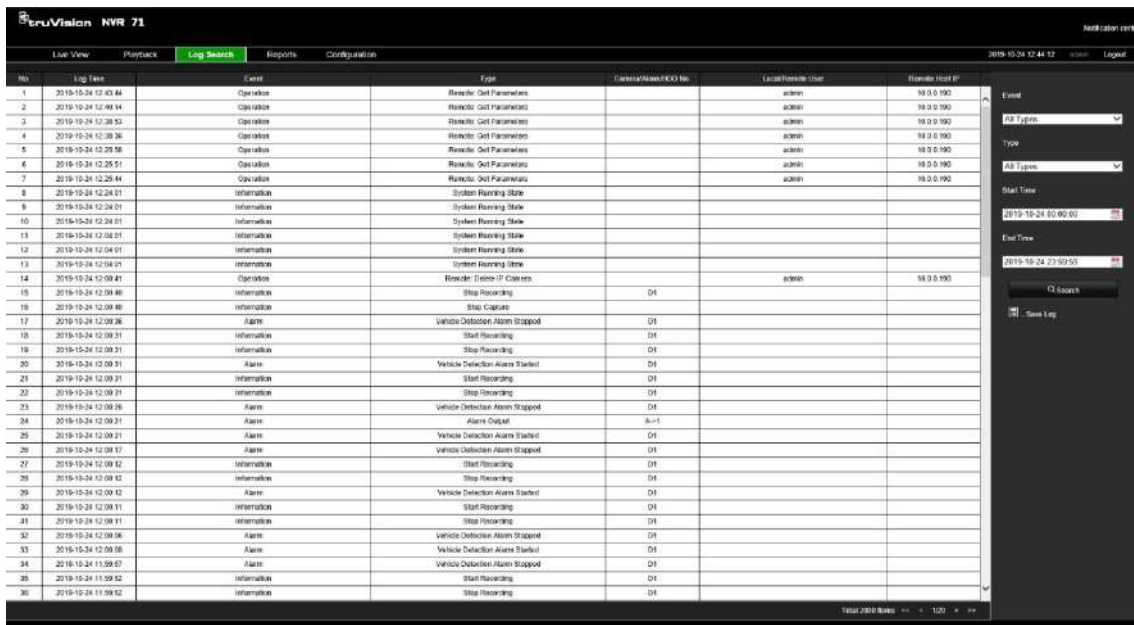 truVision NVR 71
Notification cent
Live View Playback Log Search Reports Configuration 2019-10-24 12:44:12 admin Logout
No. Log Time Event Type Camera/Alarm/HDD No. Local/Remote User Remote Host IP
1 2019-10-24 12:43:44 Operation Remote: Get Parameters admin 10.0.0.190
2 2019-10-24 12:40:14 Operation Remote: Get Parameters admin 10.0.0.190
3 2019-10-24 12:38:53 Operation Remote: Get Parameters admin 10.0.0.190
4 2019-10-24 12:38:36 Operation Remote: Get Parameters admin 10.0.0.190
5 2019-10-24 12:25:58 Operation Remote: Get Parameters admin 10.0.0.190
6 2019-10-24 12:25:51 Operation Remote: Get Parameters admin 10.0.0.190
7 2019-10-24 12:25:44 Operation Remote: Get Parameters admin 10.0.0.190
8 2019-10-24 12:24:01 Information System Running State
9 2019-10-24 12:24:01 Information System Running State
10 2019-10-24 12:24:01 Information System Running State
11 2019-10-24 12:04:01 Information System Running State
12 2019-10-24 12:04:01 Information System Running State
13 2019-10-24 12:04:01 Information System Running State
14 2019-10-24 12:00:41 Operation Remote: Delete IP Camera admin 10.0.0.190
15 2019-10-24 12:00:40 Information Stop Recording D1
16 2019-10-24 12:00:40 Information Stop Capture
17 2019-10-24 12:00:36 Alarm Vehicle Detection Alarm Stopped D1
18 2019-10-24 12:00:31 Information Start Recording D1
19 2019-10-24 12:00:31 Information Stop Recording D1
20 2019-10-24 12:00:31 Alarm Vehicle Detection Alarm Started D1
21 2019-10-24 12:00:31 Information Start Recording D1
22 2019-10-24 12:00:31 Information Stop Recording D1
23 2019-10-24 12:00:26 Alarm Vehicle Detection Alarm Stopped D1
24 2019-10-24 12:00:21 Alarm Alarm Output A->1
25 2019-10-24 12:00:21 Alarm Vehicle Detection Alarm Started D1
26 2019-10-24 12:00:17 Alarm Vehicle Detection Alarm Stopped D1
27 2019-10-24 12:00:12 Information Start Recording D1
28 2019-10-24 12:00:12 Information Stop Recording D1
29 2019-10-24 12:00:12 Alarm Vehicle Detection Alarm Started D1
30 2019-10-24 12:00:11 Information Start Recording D1
31 2019-10-24 12:00:11 Information Stop Recording D1
32 2019-10-24 12:00:06 Alarm Vehicle Detection Alarm Stopped D1
33 2019-10-24 12:00:00 Alarm Vehicle Detection Alarm Started D1
34 2019-10-24 11:59:57 Alarm Vehicle Detection Alarm Stopped D1
35 2019-10-24 11:59:52 Information Start Recording D1
36 2019-10-24 11:59:52 Information Stop Recording D1
Total 2000 Items << < 1/20 > >>
Event
All Types
Type
All Types
Start Time
2019-10-24 00:00:00
End Time
2019-10-24 23:59:59
Search
Save Log